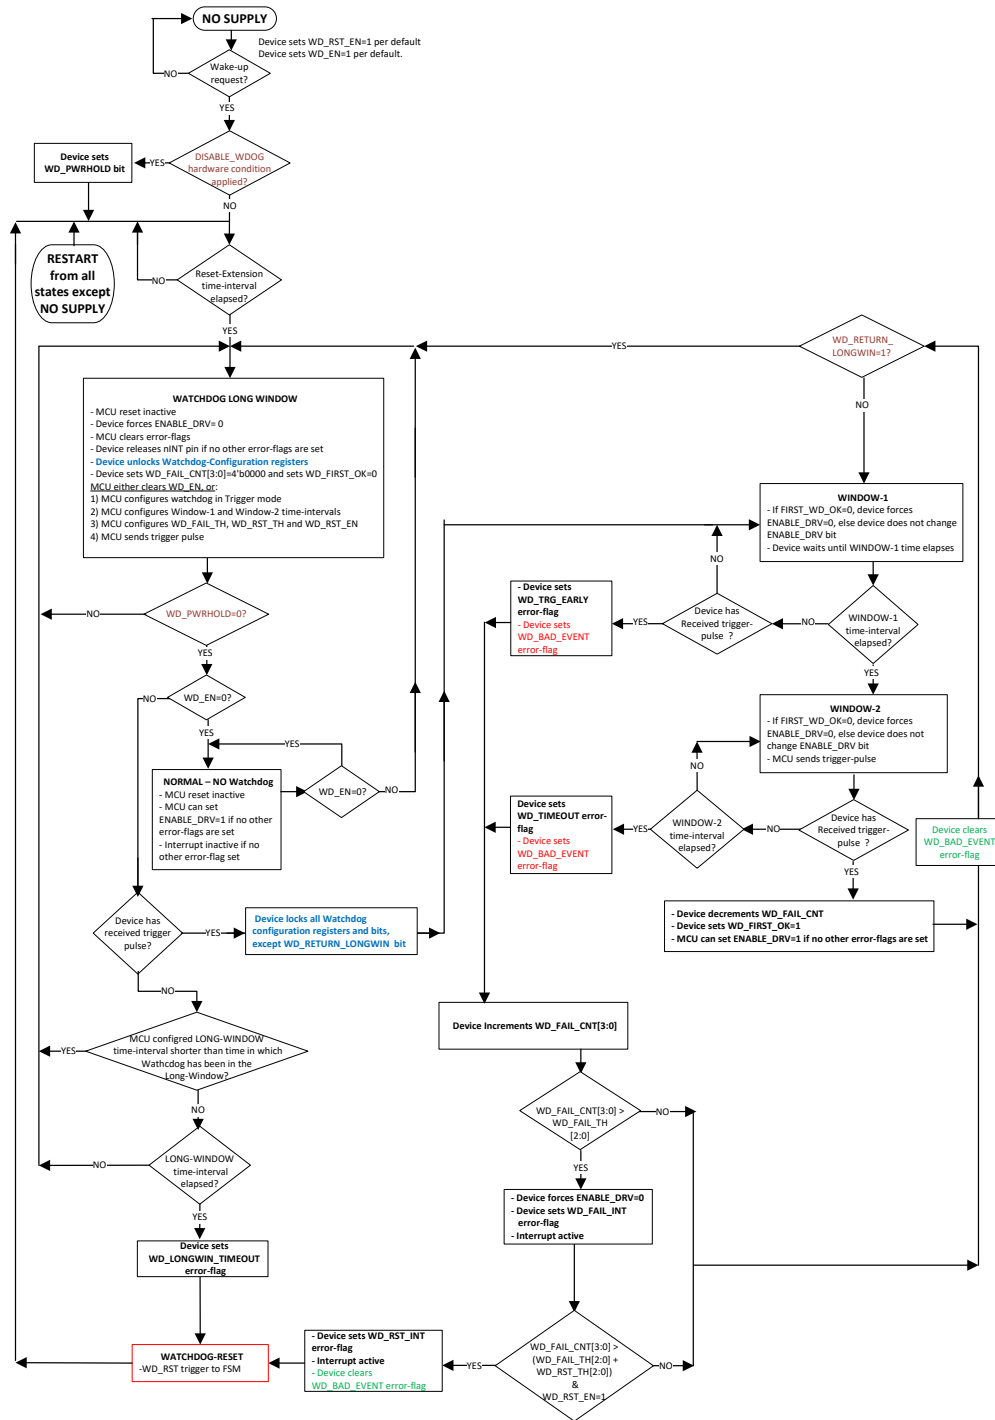 NO SUPPLY
Device sets WD_RST_EN=1 per default
Device sets WD_EN=1 per default.
Wake-up
request?
NO
YES
DISABLE_WDOG
hardware condition
applied?
YES
Device sets
WD_PWRHOLD bit
NO
RESTART
from all
states except
NO SUPPLY
Reset-Extension
time-interval
elapsed?
NO
YES
WD_RETURN_
LONGWIN=1?
YES
NO
WATCHDOG LONG WINDOW
- MCU reset inactive
- Device forces ENABLE_DRV= 0
- MCU clears error-flags
- Device releases nINT pin if no other error-flags are set
- Device unlocks Watchdog-Configuration registers
- Device sets WD_FAIL_CNT[3:0]=4'b0000 and sets WD_FIRST_OK=0
MCU either clears WD_EN, or:
1) MCU configures watchdog in Trigger mode
2) MCU configures Window-1 and Window-2 time-intervals
3) MCU configures WD_FAIL_TH, WD_RST_TH and WD_RST_EN
4) MCU sends trigger pulse
WINDOW-1
- If FIRST_WD_OK=0, device forces
ENABLE_DRV=0, else device does not change
ENABLE_DRV bit
- Device waits until WINDOW-1 time elapses
NO
- Device sets
WD_TRG_EARLY
error-flag
- Device sets
WD_BAD_EVENT
error-flag
YES
Device has
Received trigger-
pulse ?
NO
WINDOW-1
time-interval
elapsed?
YES
WD_PWRHOLD=0?
NO
YES
WD_EN=0?
NO
YES
YES
NORMAL – NO Watchdog
- MCU reset inactive
- MCU can set
ENABLE_DRV=1 if no other
error-flags are set
- Interrupt inactive if no
other error-flag set
WD_EN=0?
NO
WINDOW-2
- If FIRST_WD_OK=0, device forces
ENABLE_DRV=0, else device does not
change ENABLE_DRV bit
- MCU sends trigger-pulse
NO
Device sets
WD_TIMEOUT error-
flag
- Device sets
WD_BAD_EVENT
error-flag
YES
WINDOW-2
time-interval
elapsed?
NO
Device has
Received trigger-
pulse ?
YES
Device clears
WD_BAD_EVENT
error-flag
- Device decrements WD_FAIL_CNT
- Device sets WD_FIRST_OK=1
- MCU can set ENABLE_DRV=1 if no other error-flags are set
Device has
received trigger
pulse?
YES
Device locks all Watchdog
configuration registers and bits,
except WD_RETURN_LONGWIN bit
NO
MCU configred LONG-WINDOW
time-interval shorter than time in which
Wathcdog has been in the
Long-Window?
YES
NO
Device Increments WD_FAIL_CNT[3:0]
WD_FAIL_CNT[3:0] >
WD_FAIL_TH
[2:0]
NO
YES
LONG-WINDOW
time-interval
elapsed?
NO
YES
- Device forces ENABLE_DRV=0
- Device sets WD_FAIL_INT
error-flag
- Interrupt active
Device sets
WD_LONGWIN_TIMEOUT
error-flag
WATCHDOG-RESET
-WD_RST trigger to FSM
- Device sets WD_RST_INT
error-flag
- Interrupt active
- Device clears
WD_BAD_EVENT error-flag
YES
WD_FAIL_CNT[3:0] >
(WD_FAIL_TH[2:0] +
WD_RST_TH[2:0])
&
WD_RST_EN=1
NO